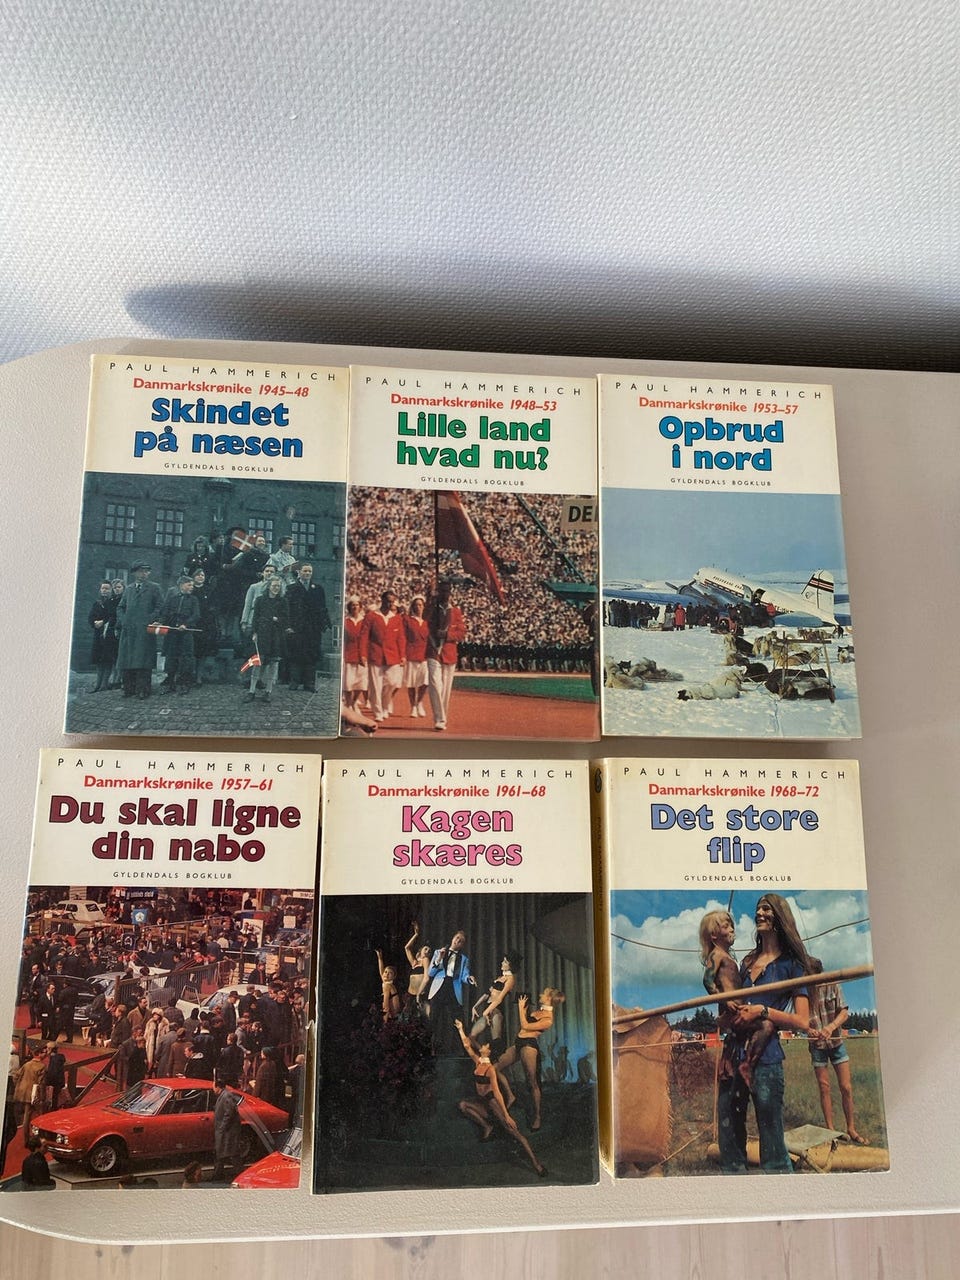 PAUL HAMMERICH
Danmarkskrønike 1945–48
Skindet
på næsen
GYLDENDALS BOGKLUB
PAUL HAMMERICH
Danmarkskrønike 1948–53
Lille land
hvad nu?
GYLDENDALS BOGKLUB
DE
PAUL HAMMERICH
Danmarkskrønike 1953–57
Opbrud
i nord
GYLDENDALS BOGKLUB
PAUL HAMMERICH
Danmarkskrønike 1957–61
Du skal ligne
din nabo
GYLDENDALS BOGKLUB
PAUL HAMMERICH
Danmarkskrønike 1961–68
Kagen
skæres
GYLDENDALS BOGKLUB
PAUL HAMMERICH
Danmarkskrønike 1968–72
Det store
flip
GYLDENDALS BOGKLUB